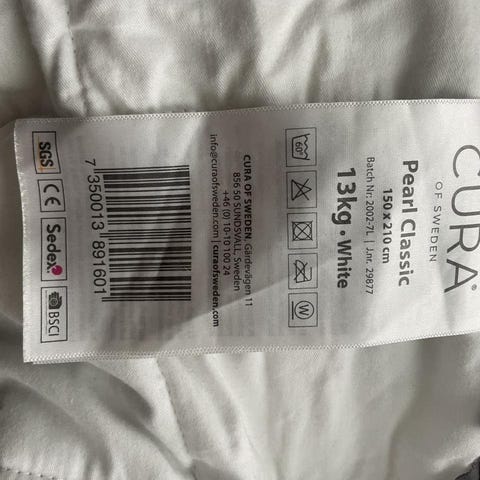 CURA®
OF SWEDEN
Pearl Classic
150 x 210 cm
Batch Nr: 2002-7L | J.nr. 29877
13kg • White
60°
W
CURA OF SWEDEN, Gärdevägen 11
856 50 SUNDSVALL, Sweden
+46 (0) 10-10 100 24
info@curaofsweden.com | curaofsweden.com
7 350013 891601
SGS
CE
Sedex
BSCI